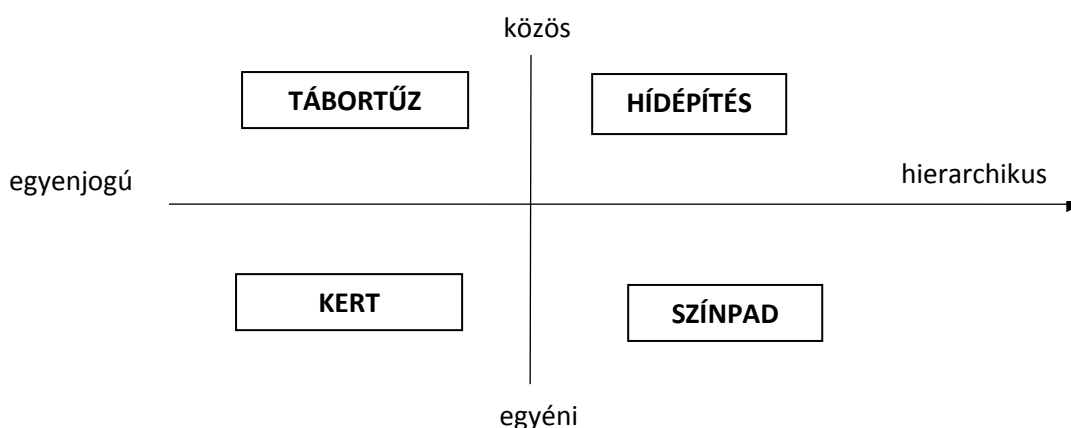 közös
TÁBORTŰZ
HÍDÉPÍTÉS
egyenjogú
hierarchikus
KERT
SZÍNPAD
egyéni